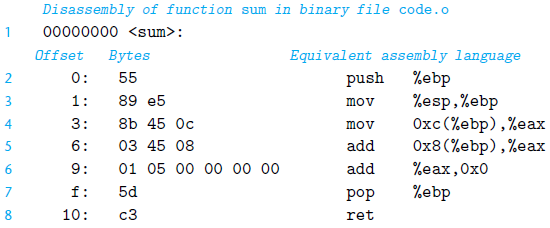 Disassembly of function sum in binary file code.o
1 00000000 <sum>:
Offset Bytes Equivalent assembly language
2 0: 55 push %ebp
3 1: 89 e5 mov %esp,%ebp
4 3: 8b 45 0c mov 0xc(%ebp),%eax
5 6: 03 45 08 add 0x8(%ebp),%eax
6 9: 01 05 00 00 00 00 add %eax,0x0
7 f: 5d pop %ebp
8 10: c3 ret